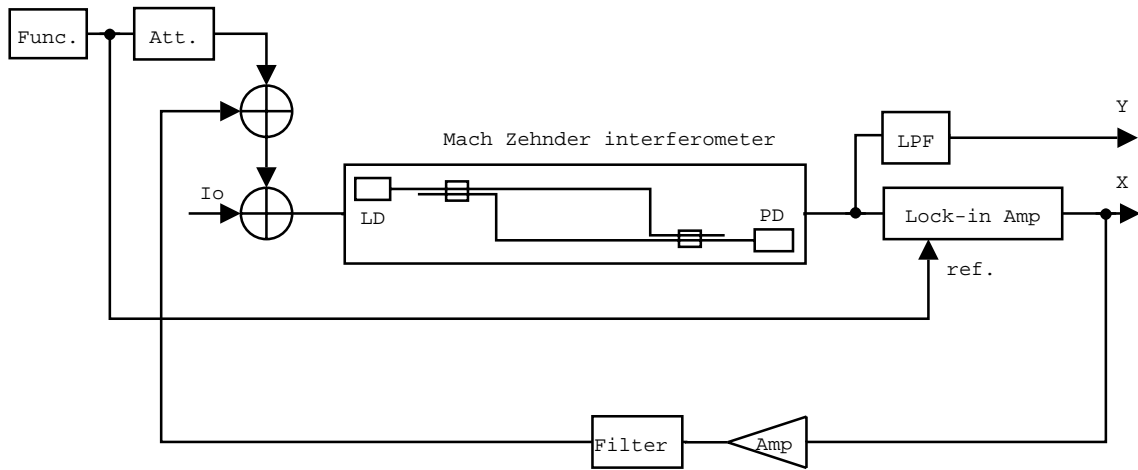 Func.
Att.
Y
Mach Zehnder interferometer
LPF
X
Io
LD
PD
Lock-in Amp
ref.
Filter
Amp